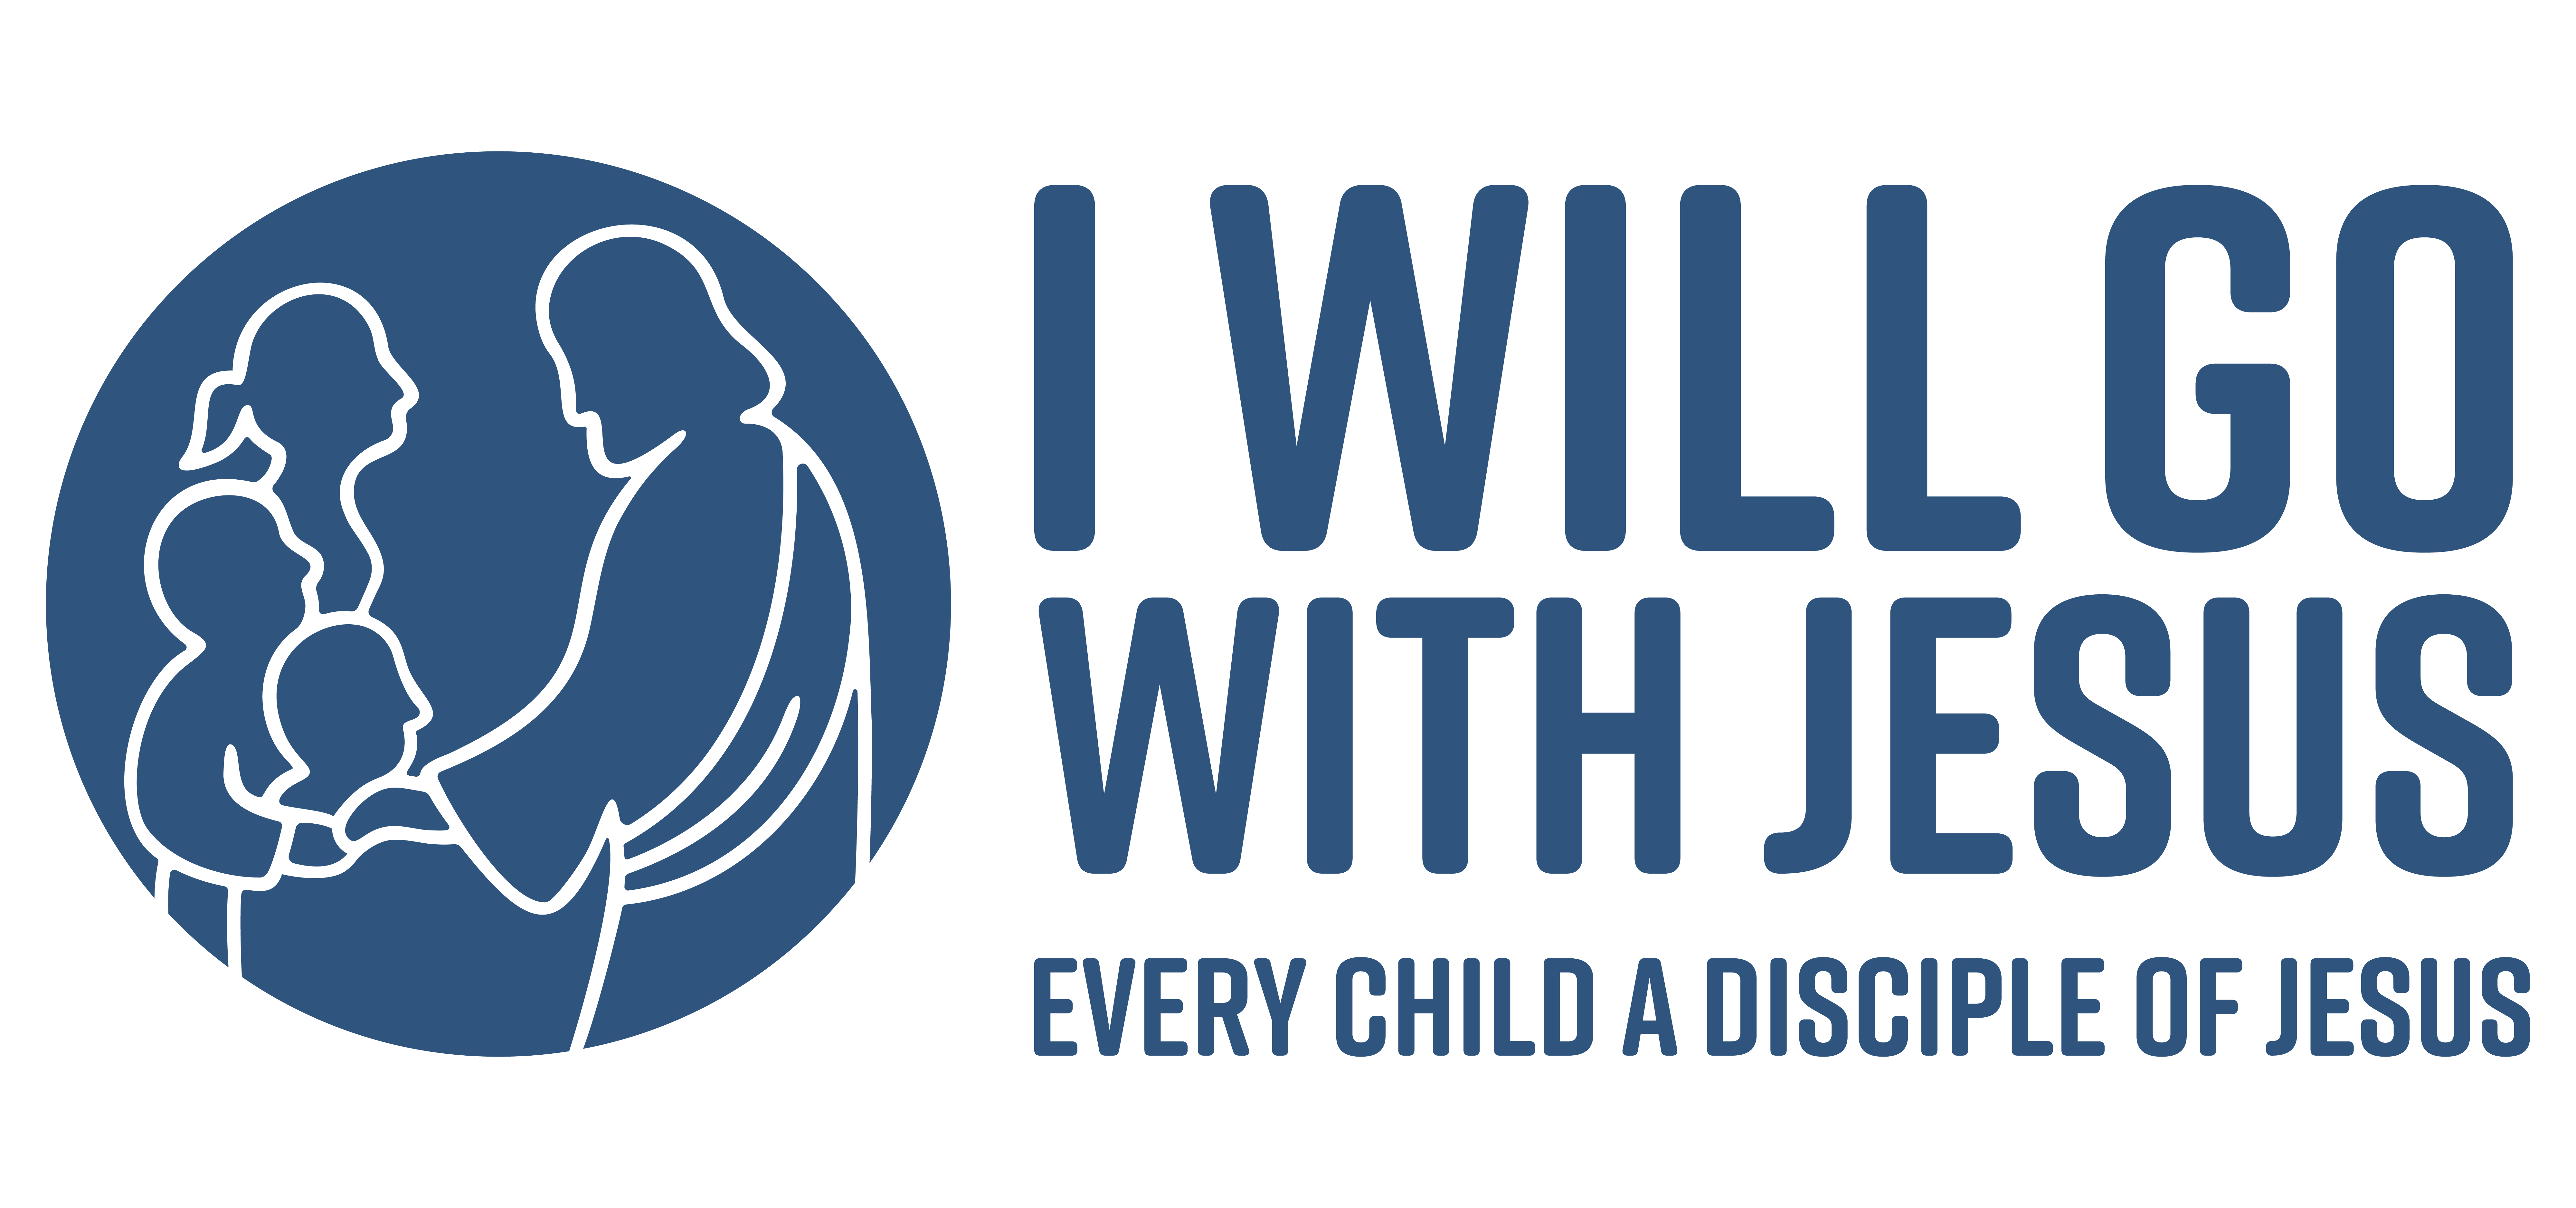 I WILL GO
WITH JESUS
EVERY CHILD A DISCIPLE OF JESUS